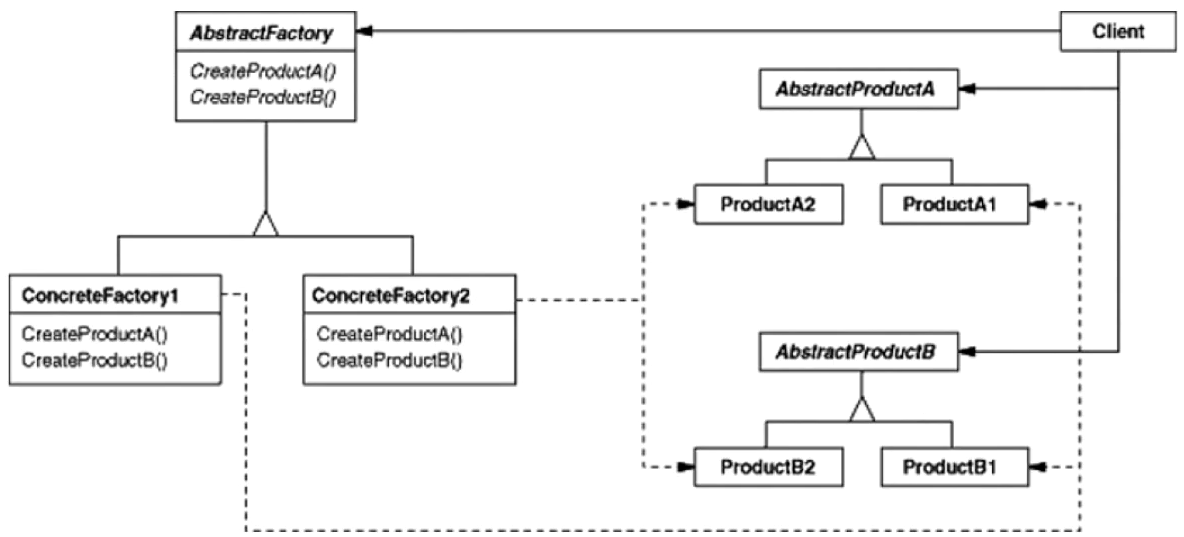 AbstractFactory
CreateProductA()
CreateProductB()
Client
AbstractProductA
ProductA2
ProductA1
ConcreteFactory1
CreateProductA()
CreateProductB()
ConcreteFactory2
CreateProductA()
CreateProductB()
AbstractProductB
ProductB2
ProductB1